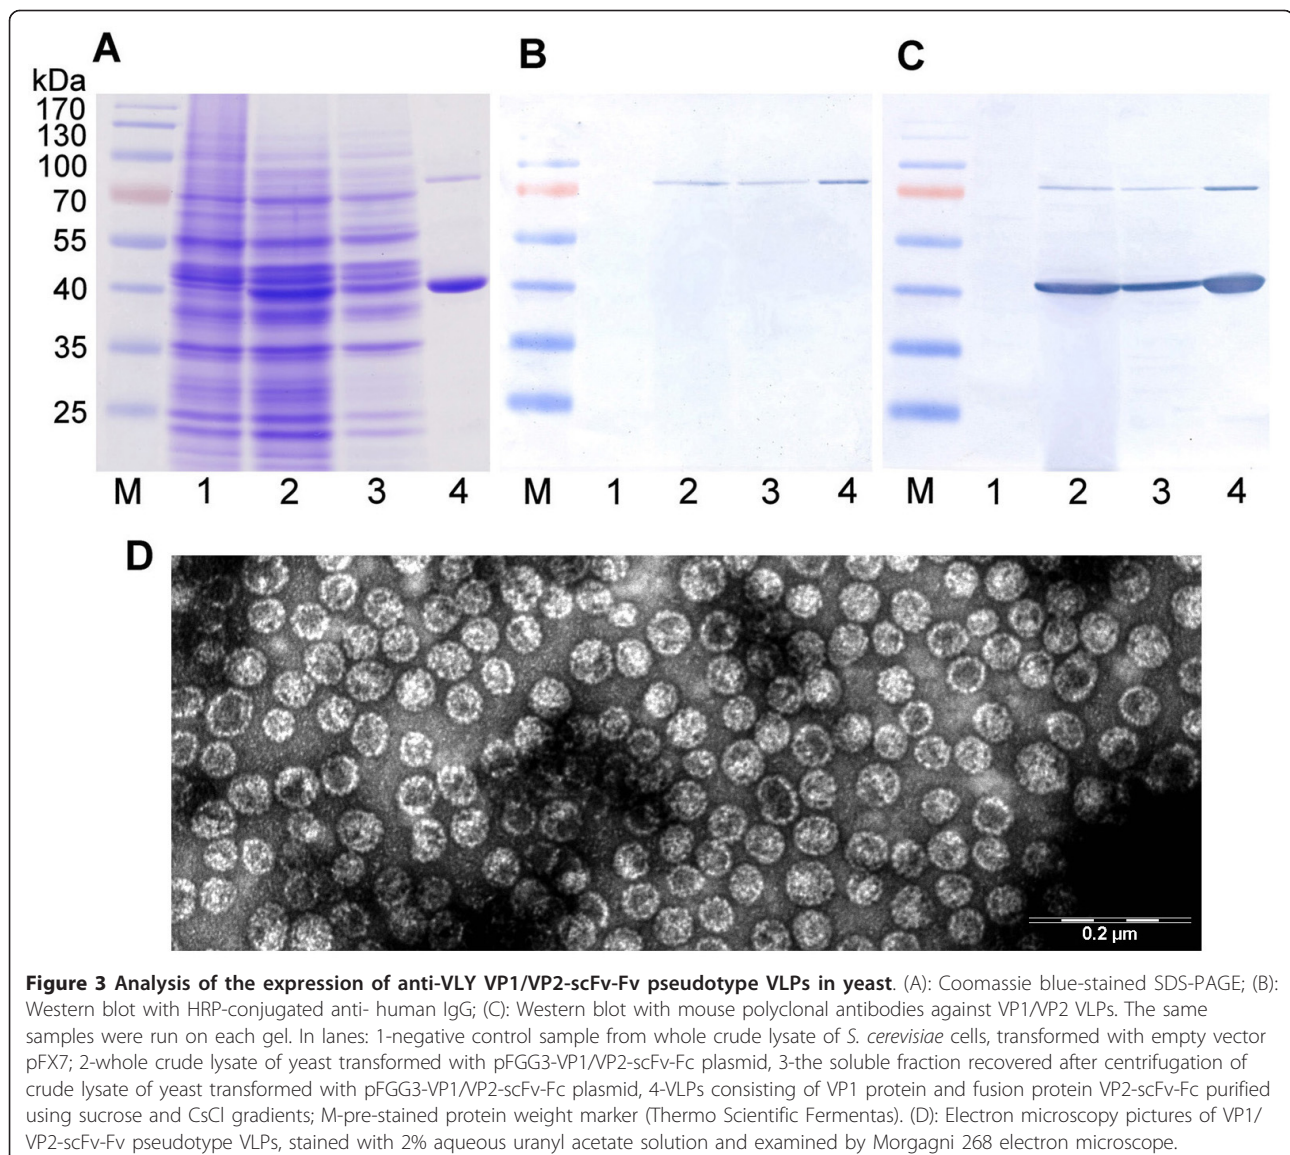 A
B
C
kDa
170
130
100
70
55
40
35
25
M 1 2 3 4
M 1 2 3 4
M 1 2 3 4
D
0.2 µm
Figure 3 Analysis of the expression of anti-VLY VP1/VP2-scFv-Fv pseudotype VLPs in yeast. (A): Coomassie blue-stained SDS-PAGE; (B):
Western blot with HRP-conjugated anti- human IgG; (C): Western blot with mouse polyclonal antibodies against VP1/VP2 VLPs. The same
samples were run on each gel. In lanes: 1-negative control sample from whole crude lysate of S. cerevisiae cells, transformed with empty vector
pFX7; 2-whole crude lysate of yeast transformed with pFGG3-VP1/VP2-scFv-Fc plasmid, 3-the soluble fraction recovered after centrifugation of
crude lysate of yeast transformed with pFGG3-VP1/VP2-scFv-Fc plasmid, 4-VLPs consisting of VP1 protein and fusion protein VP2-scFv-Fc purified
using sucrose and CsCl gradients; M-pre-stained protein weight marker (Thermo Scientific Fermentas). (D): Electron microscopy pictures of VP1/
VP2-scFv-Fv pseudotype VLPs, stained with 2% aqueous uranyl acetate solution and examined by Morgagni 268 electron microscope.